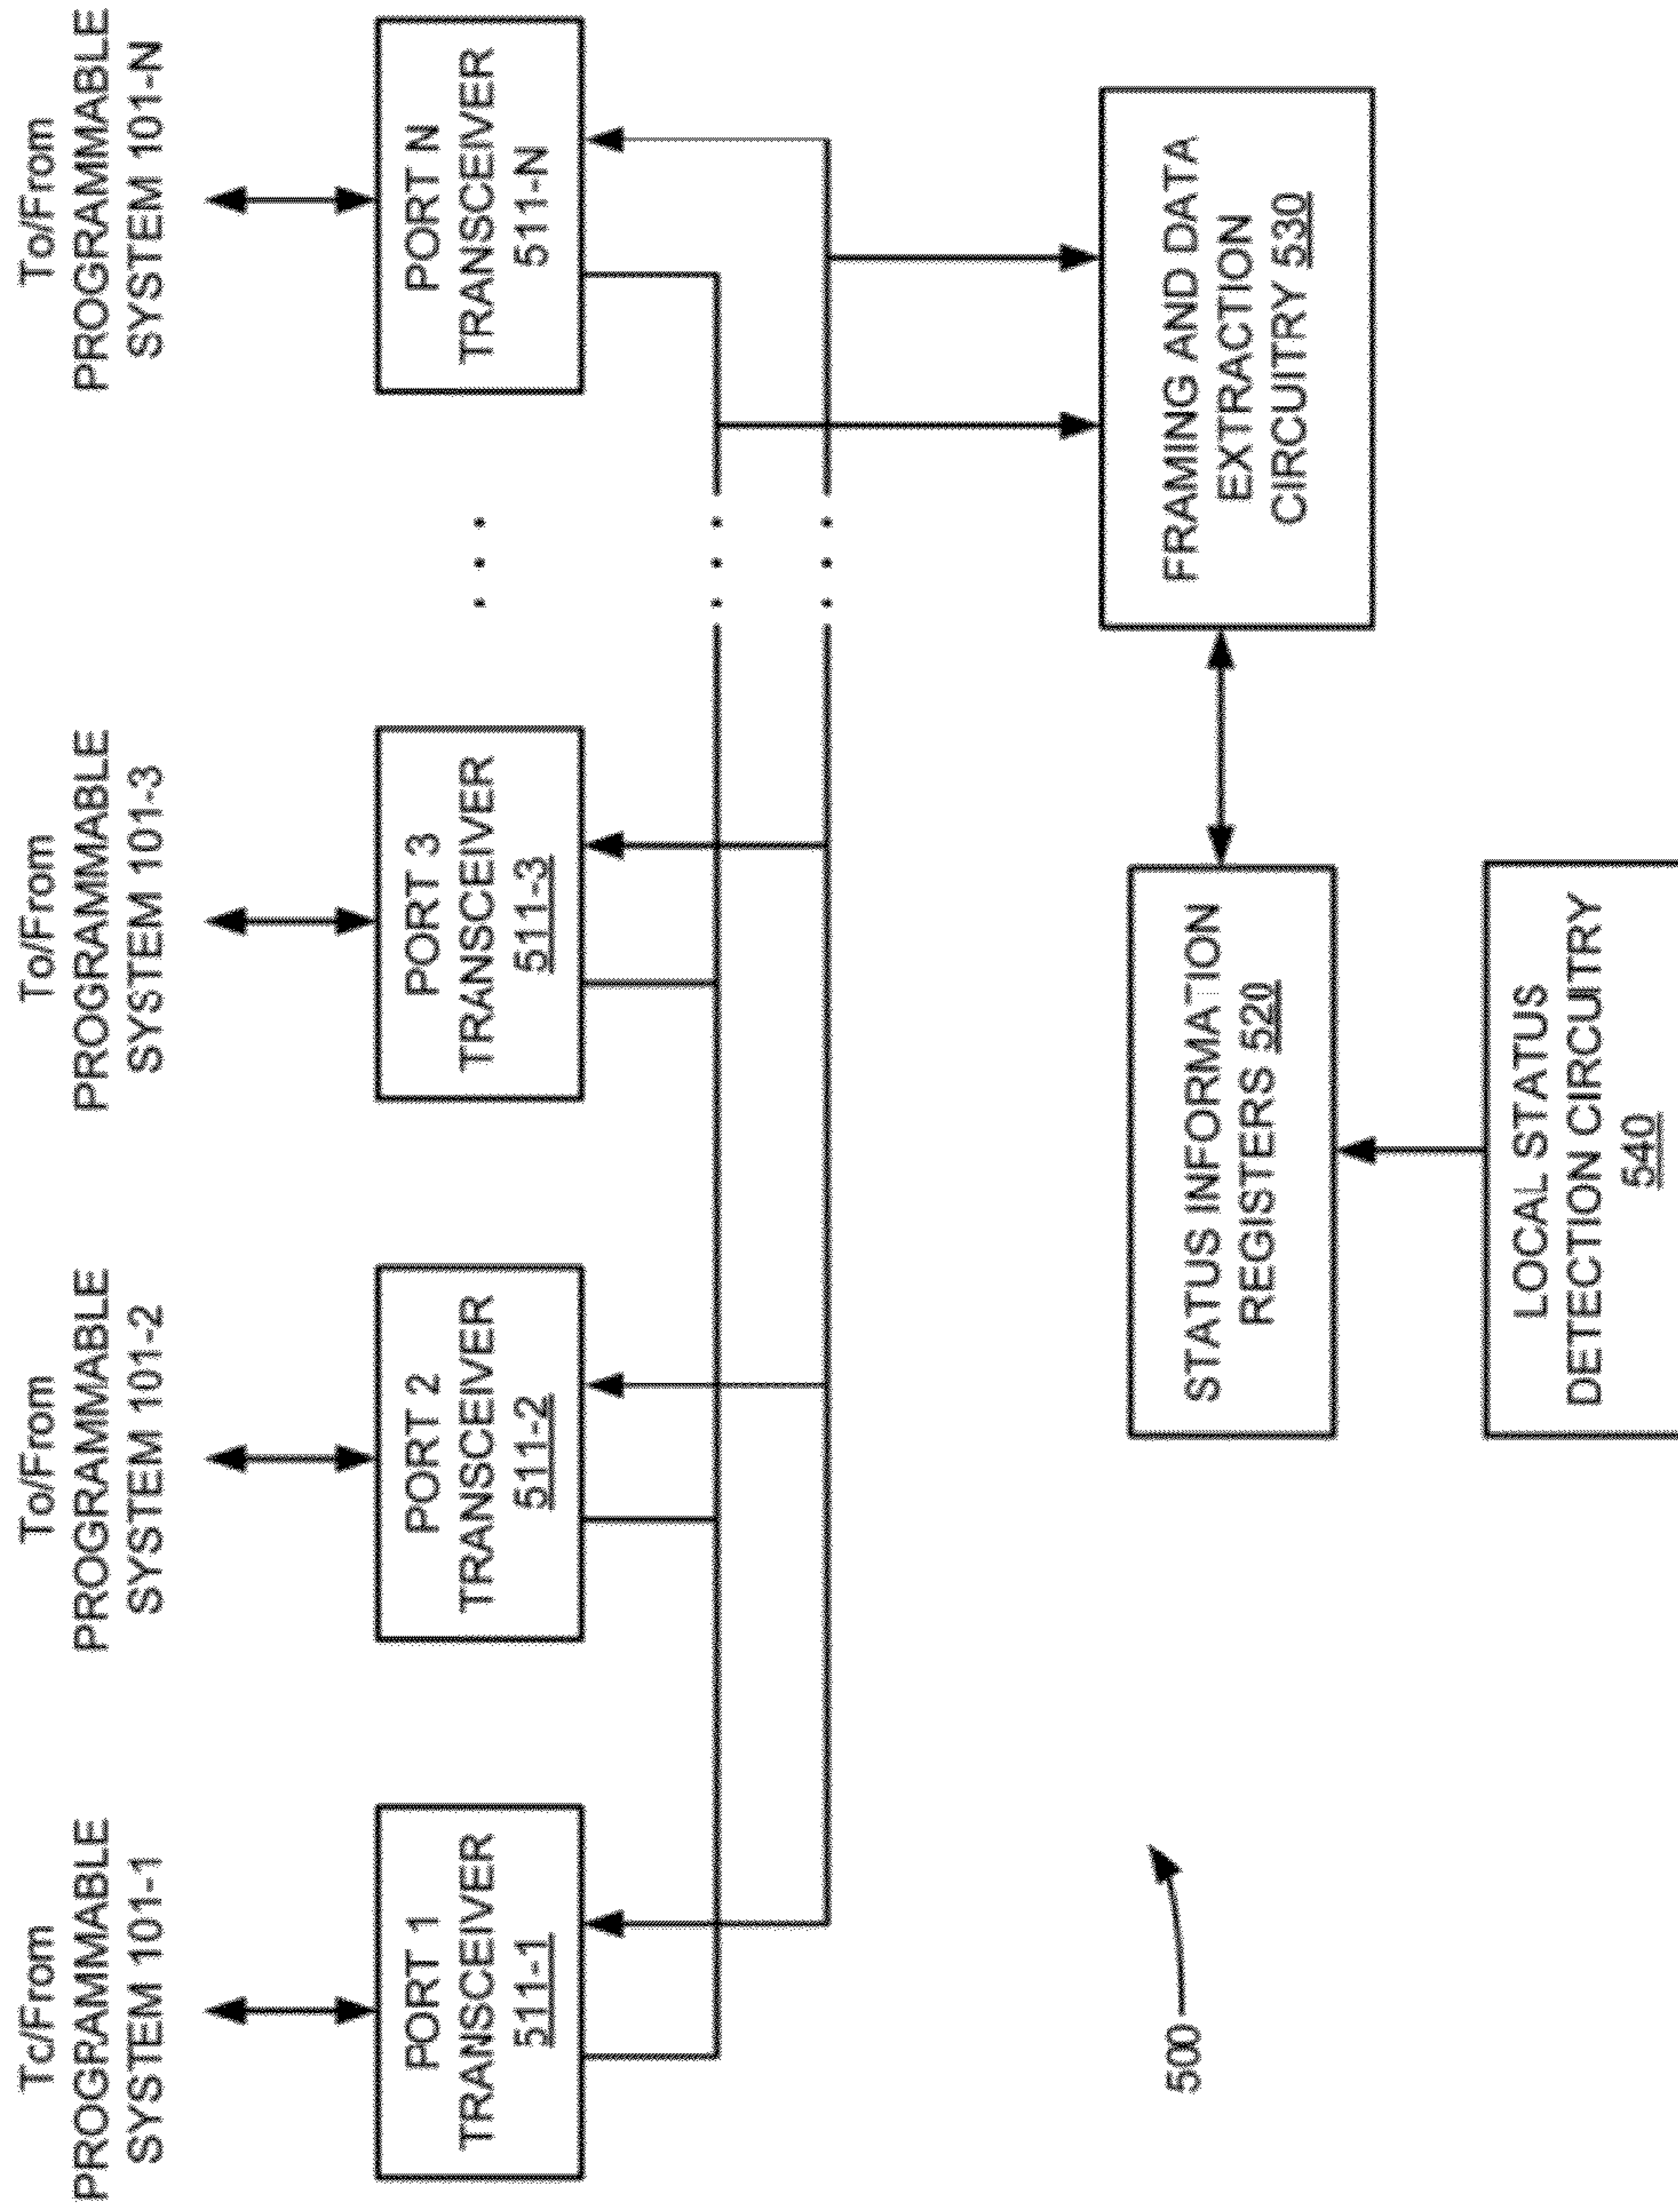 Tc/From
PROGRAMMABLE
SYSTEM 101-1
To/From
PROGRAMMABLE
SYSTEM 101-2
To/From
PROGRAMMABLE
SYSTEM 101-3
To/From
PROGRAMMABLE
SYSTEM 101-N
PORT 1
TRANSCEIVER
511-1
PORT 2
TRANSCEIVER
511-2
PORT 3
TRANSCEIVER
511-3
. . .
PORT N
TRANSCEIVER
511-N
. . .
. . .
500
STATUS INFORMATION
REGISTERS 520
FRAMING AND DATA
EXTRACTION
CIRCUITRY 530
LOCAL STATUS
DETECTION CIRCUITRY
540